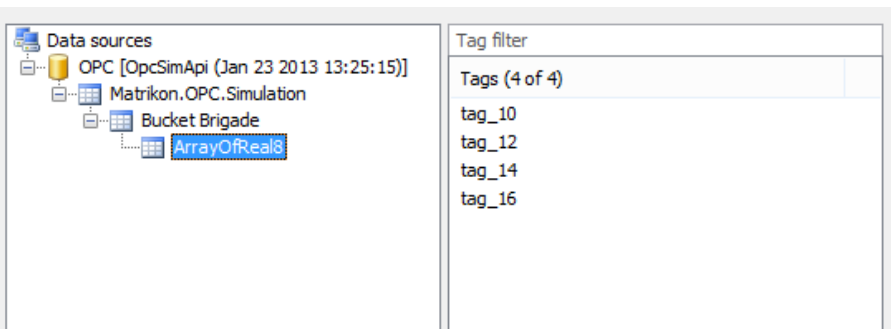 Data sources
OPC [OpcSimApi (Jan 23 2013 13:25:15)]
Matrikon.OPC.Simulation
Bucket Brigade
ArrayOfReal8
Tag filter
Tags (4 of 4)
tag_10
tag_12
tag_14
tag_16